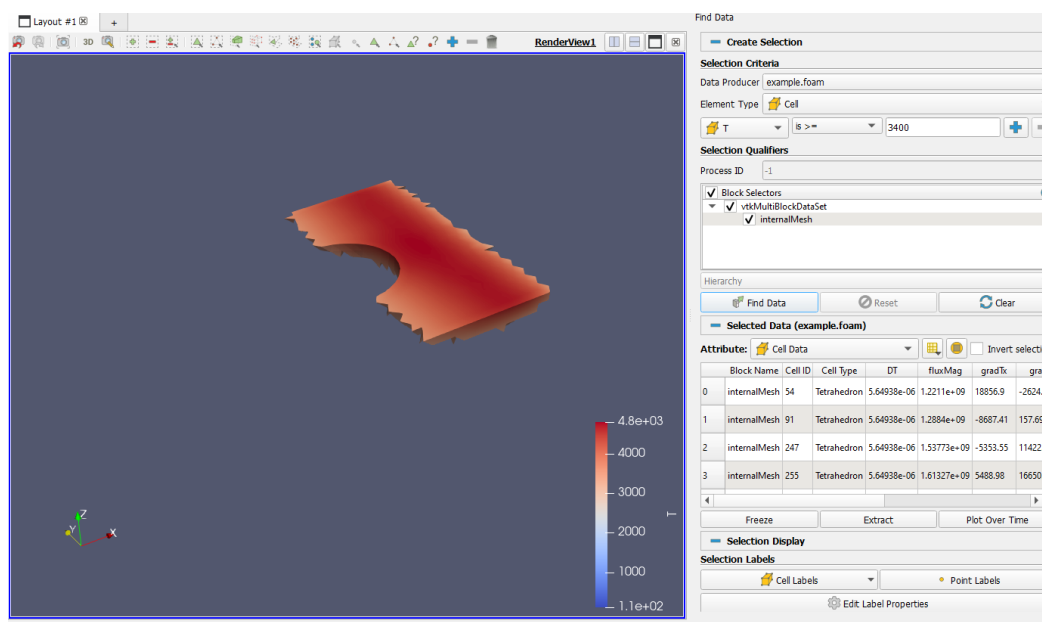 Layout #1
+
3D
RenderView1
4.8e+03
4000
3000
2000
1000
1.1e+02
T
Z
Y
X
Find Data
Create Selection
Selection Criteria
Data Producer example.foam
Element Type Cell
T is >= 3400
Selection Qualifiers
Process ID -1
Block Selectors
vtkMultiBlockDataSet
internalMesh
Hierarchy
Find Data Reset Clear
Selected Data (example.foam)
Attribute: Cell Data Invert selecti
Block Name Cell ID Cell Type DT fluxMag gradTx gra
0 internalMesh 54 Tetrahedron 5.64938e-06 1.2211e+09 18856.9 -2624.
1 internalMesh 91 Tetrahedron 5.64938e-06 1.2884e+09 -8687.41 157.69
2 internalMesh 247 Tetrahedron 5.64938e-06 1.53773e+09 -5353.55 11422
3 internalMesh 255 Tetrahedron 5.64938e-06 1.61327e+09 5488.98 16650
Freeze Extract Plot Over Time
Selection Display
Selection Labels
Cell Labels Point Labels
Edit Label Properties